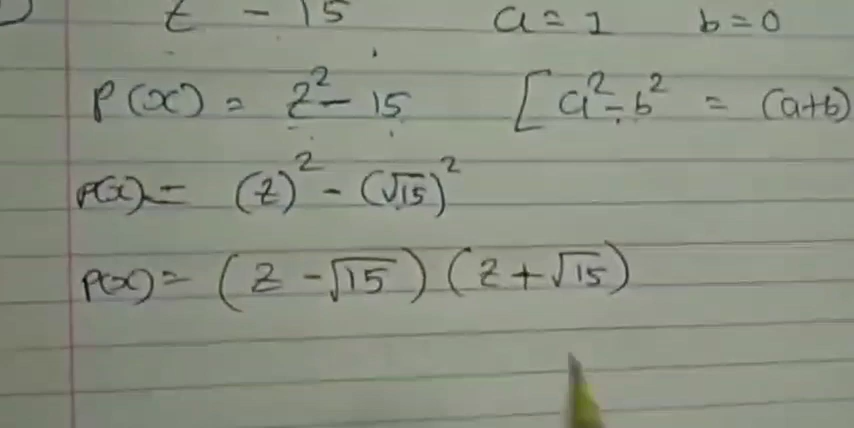 t - 15 a = 1 b = 0
P(x) = z² - 15 [a² - b² = (a+b)
P(x) = (z)² - (√15)²
P(x) = (z - √15) (z + √15)